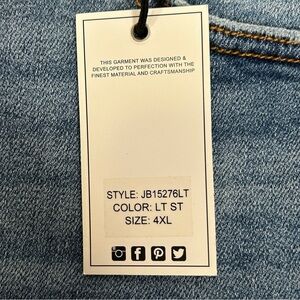 THIS GARMENT WAS DESIGNED &
DEVELOPED TO PERFECTION WITH THE
FINEST MATERIAL AND CRAFTSMANSHIP
STYLE: JB15276LT
COLOR: LT ST
SIZE: 4XL